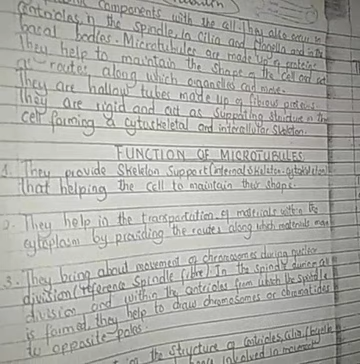 components with the cell. They also occur in
centrioles, in the spindle, in cilia and flagella and in the
basal bodies. Microtubules are made up of protein
They help to maintain the shape of the cell and act
as routes along which organelles can move.
They are hallow tubes made up of fibrous proteins.
They are rigid and act as supporting structure in the
cell forming a cytoskeletal and intercellular skeleton.
FUNCTION OF MICROTUBULES
1. They provide skeleton support (internal skeleton-cytoskeleton)
that helping the cell to maintain their shape.
2. They help in the transportation of materials within the
cytoplasm by providing the routes along which materials move
3. They bring about movement of chromosomes during nuclear
division (reference spindle fibre). In the spindle during cell
division and within the centrioles from which the spindle
is formed, they help to draw chromosomes or chromatides
to opposite poles.
in the structure of centrioles, cilia,
involved in movement